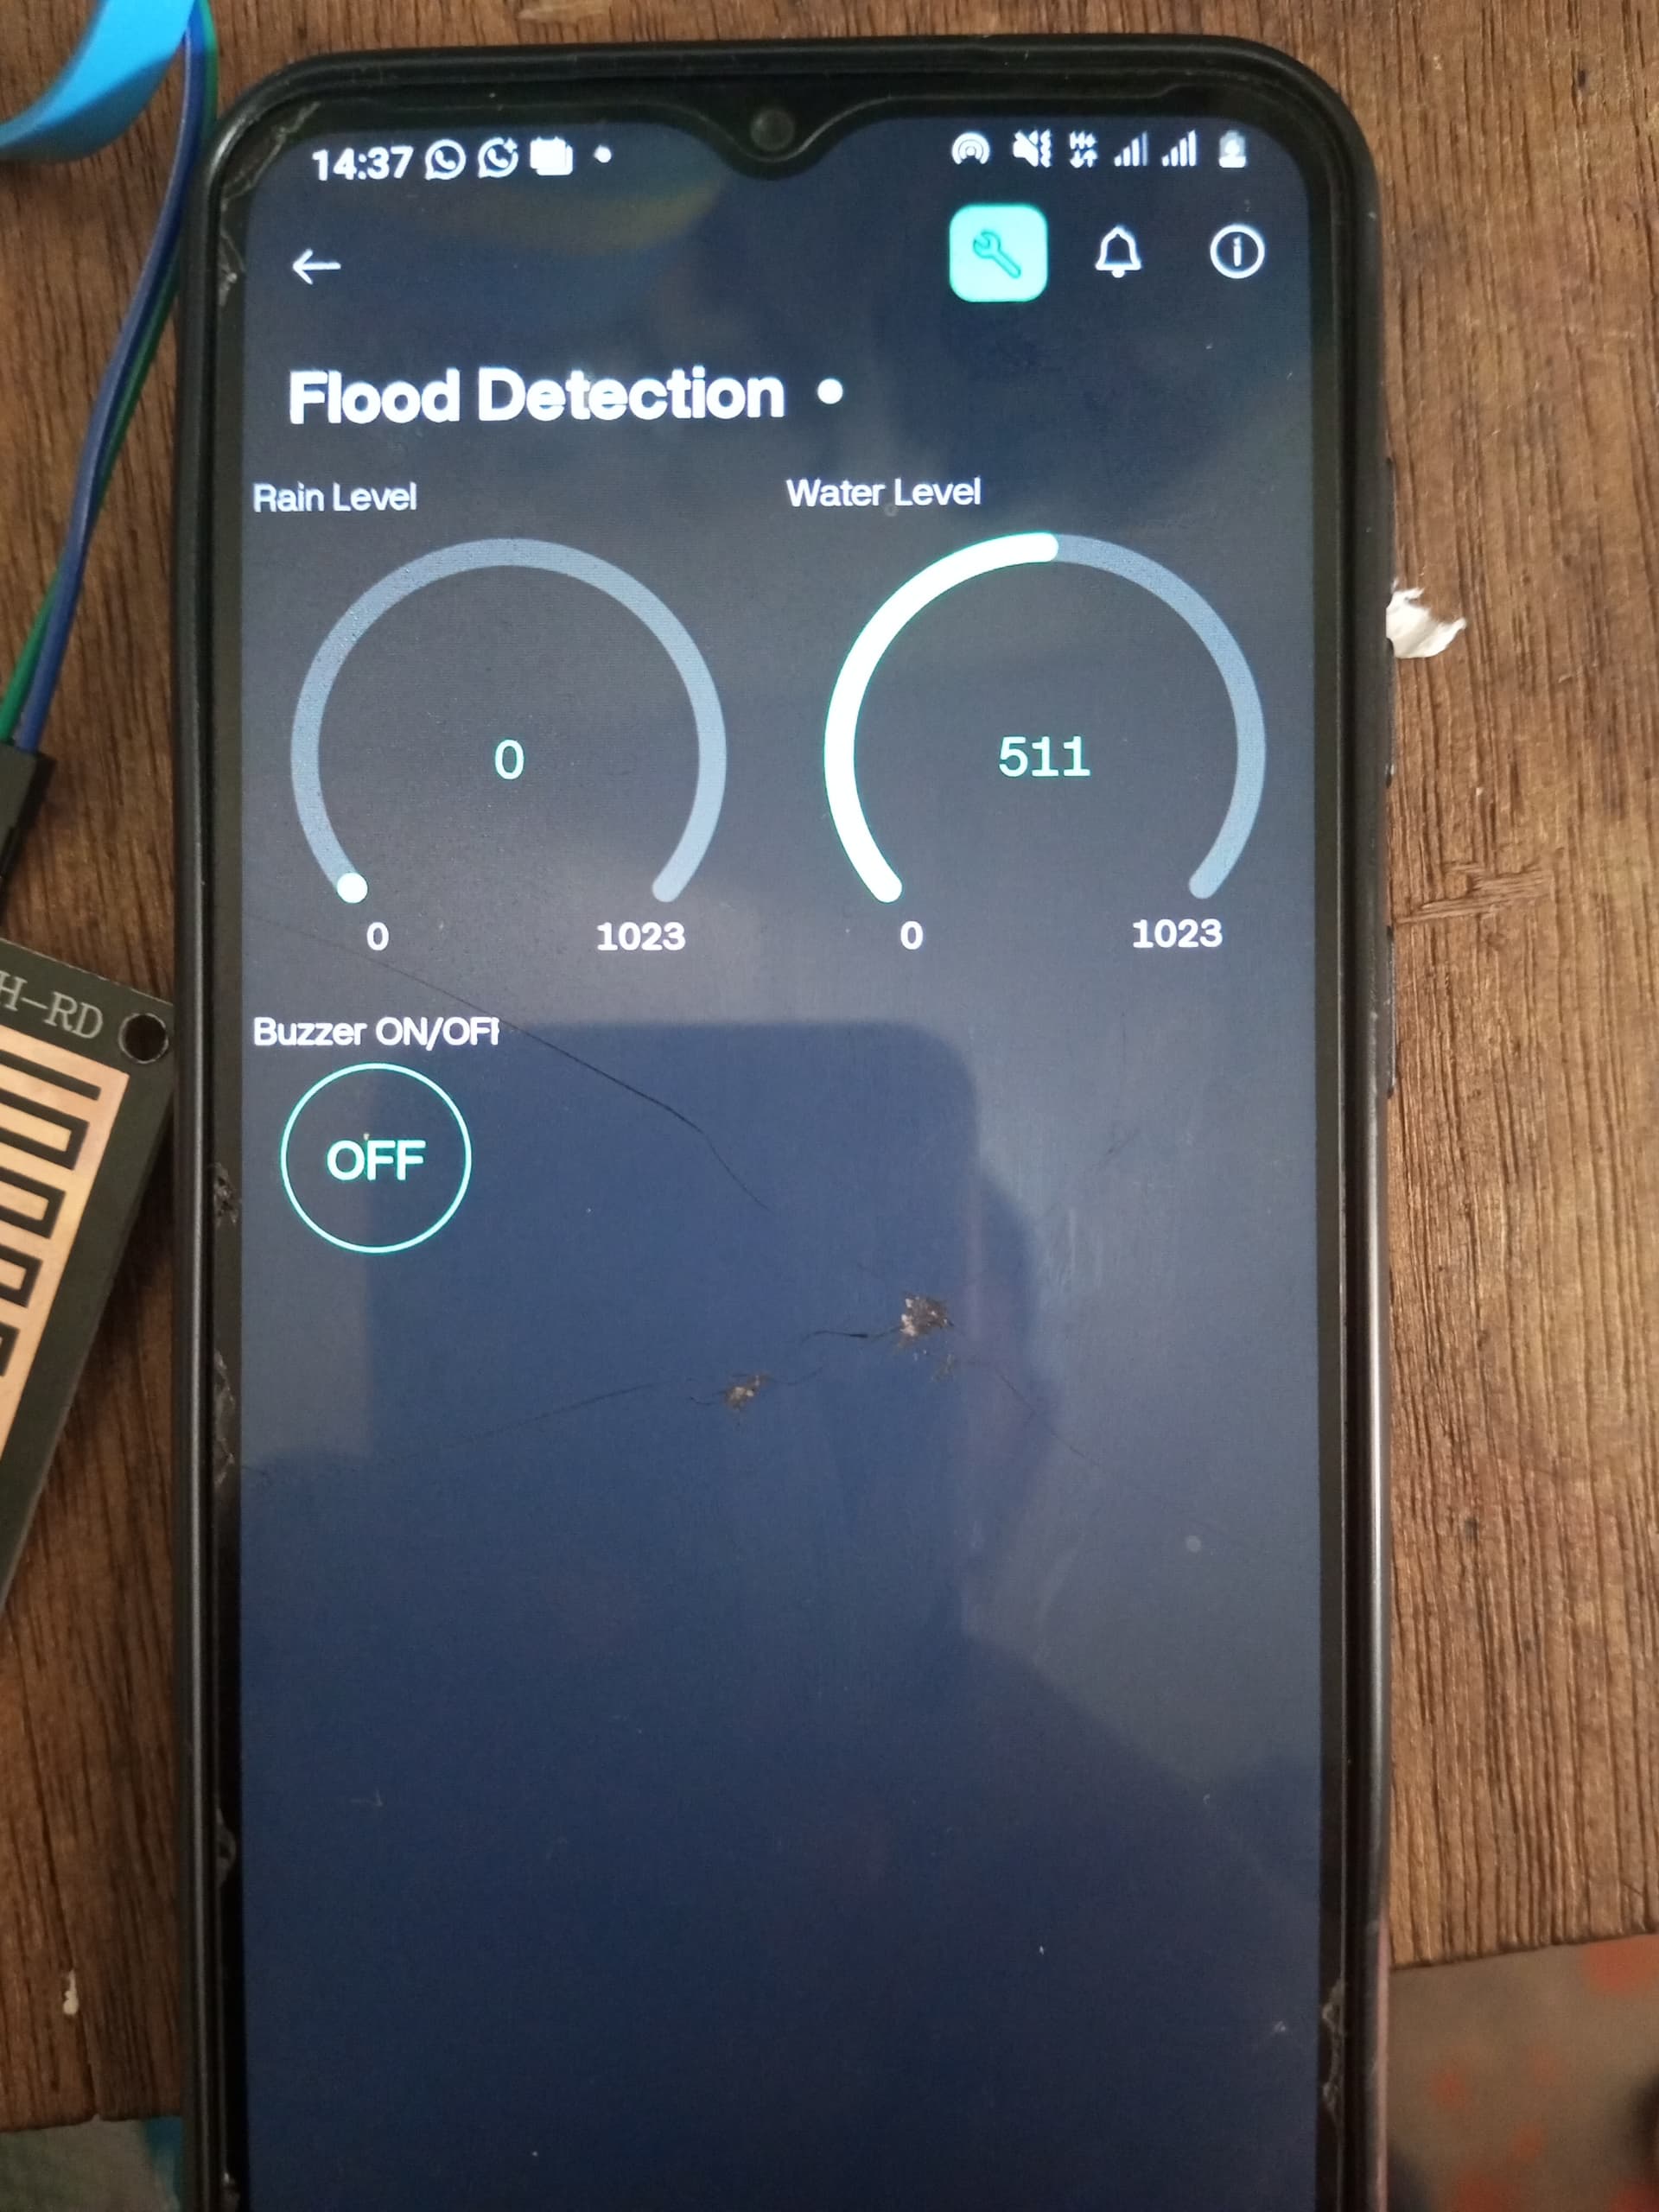 14:37
Flood Detection
Rain Level
Water Level
0
511
0
1023
0
1023
H-RD
Buzzer ON/OFF
OFF